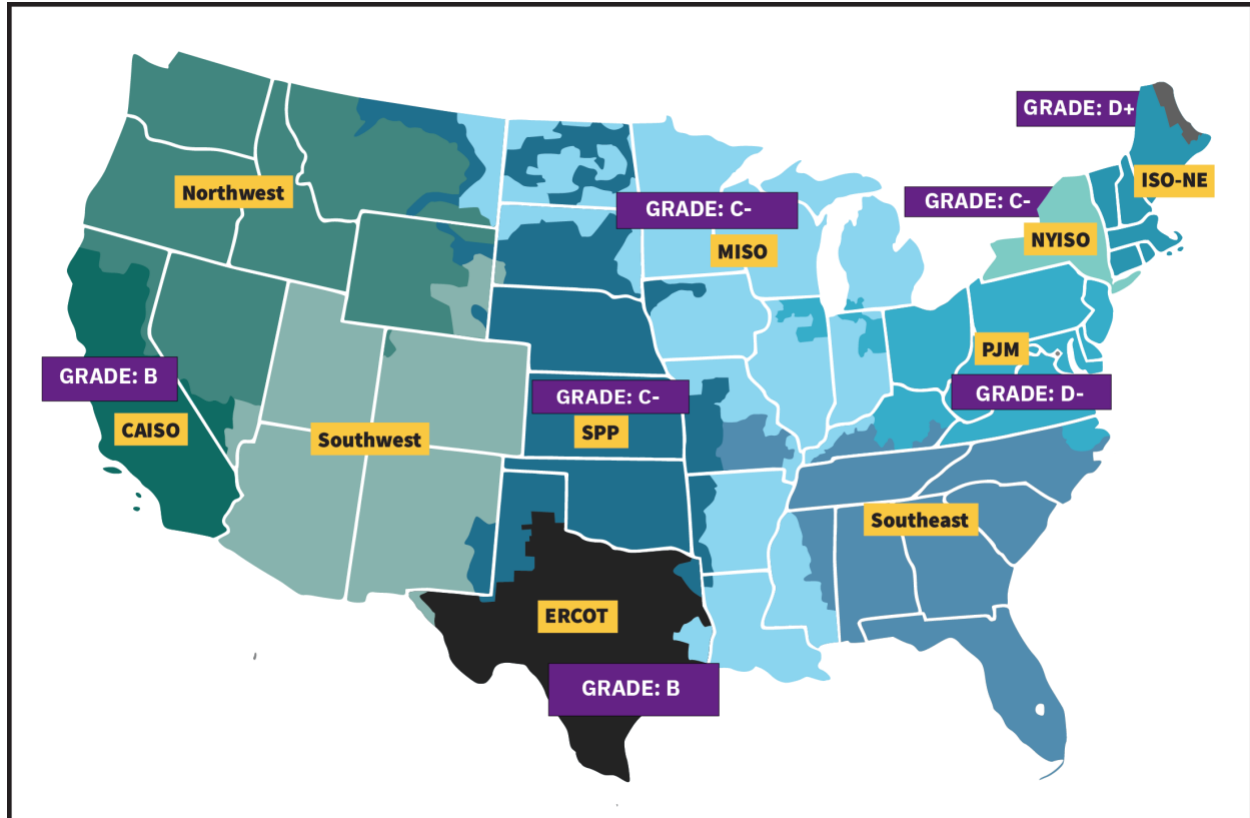 GRADE: D+
ISO-NE
Northwest
GRADE: C-
NYISO
GRADE: C-
MISO
PJM
GRADE: D-
GRADE: B
CAISO
Southwest
GRADE: C-
SPP
Southeast
ERCOT
GRADE: B